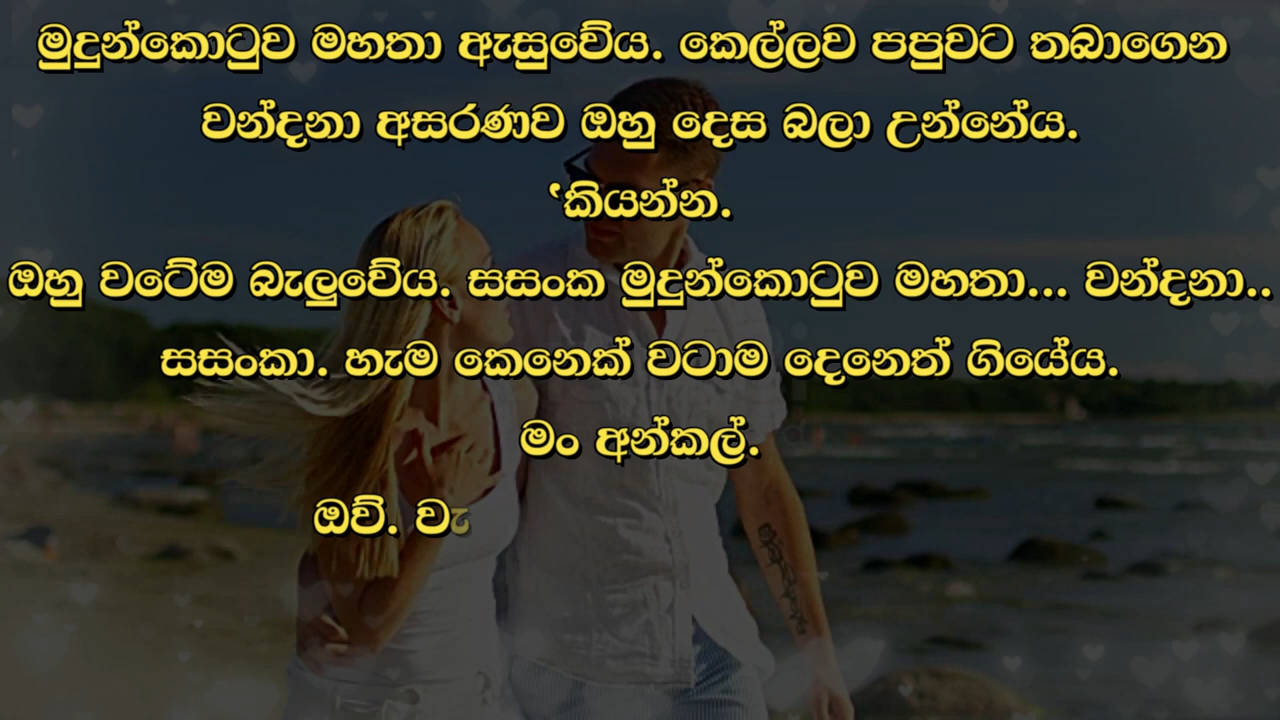 මුදුන්කොටුව මහතා ඇසුවේය. කෙල්ලව පපුවට තබාගෙන
වන්දනා අසරණව ඔහු දෙස බලා උන්නේය.
‛කියන්න.
ඔහු වටේම බැලුවේය. සසංක මුදුන්කොටුව මහතා... වන්දනා..
සසංකා. හැම කෙනෙක් වටාම දෙනෙත් ගියේය.
මං අන්කල්.
ඔව්. වැ